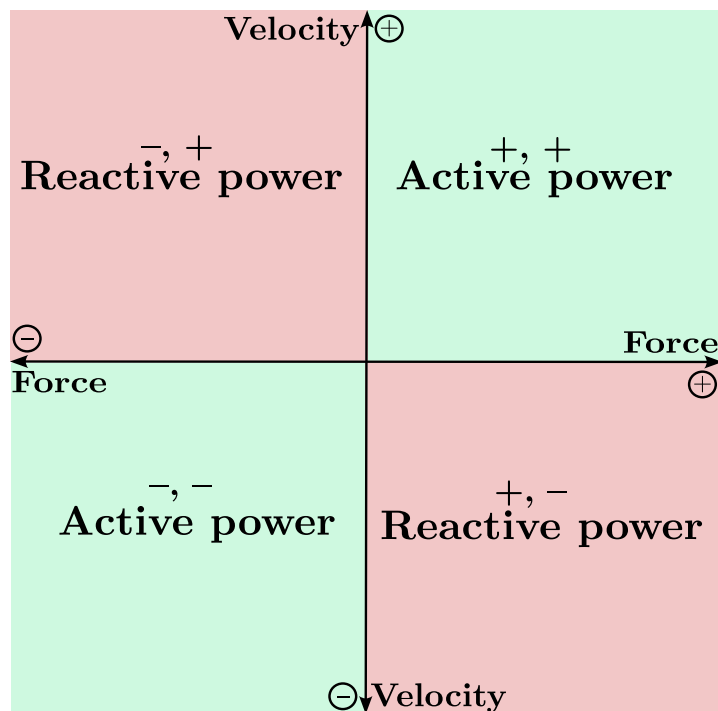 Velocity +
–, +
Reactive power
+, +
Active power
–
Force
Force
+
–, –
Active power
+, –
Reactive power
– Velocity